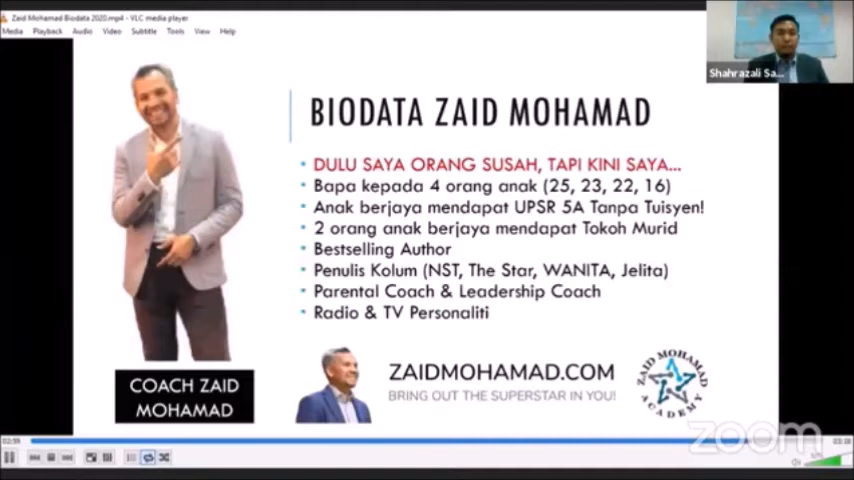 Zaid Mohamad Biodata 2020.mp4 - VLC media player
Media Playback Audio Video Subtitle Tools View Help
Shahrazali Sa...
BIODATA ZAID MOHAMAD
• DULU SAYA ORANG SUSAH, TAPI KINI SAYA...
• Bapa kepada 4 orang anak (25, 23, 22, 16)
• Anak berjaya mendapat UPSR 5A Tanpa Tuisyen!
• 2 orang anak berjaya mendapat Tokoh Murid
• Bestselling Author
• Penulis Kolum (NST, The Star, WANITA, Jelita)
• Parental Coach & Leadership Coach
• Radio & TV Personaliti
COACH ZAID
MOHAMAD
ZAIDMOHAMAD.COM
BRING OUT THE SUPERSTAR IN YOU!
ZAID MOHAMAD
ACADEMY
zoom